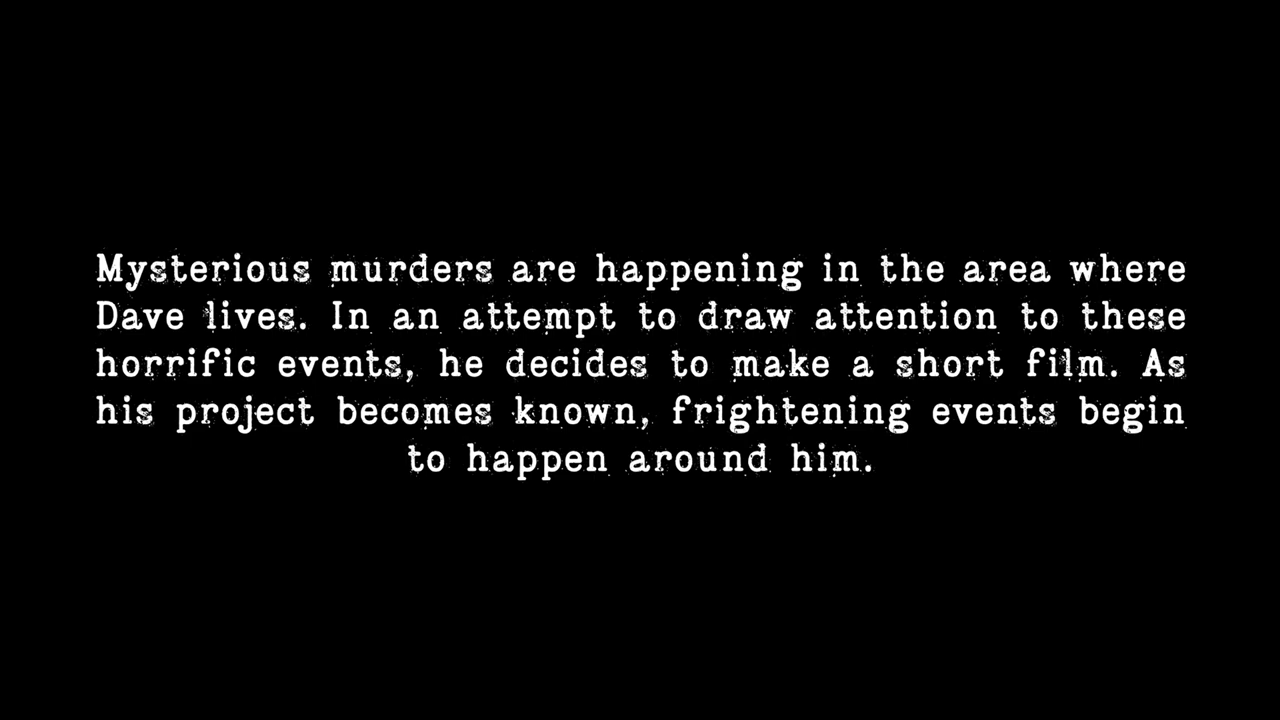 Mysterious murders are happening in the area where
Dave lives. In an attempt to draw attention to these
horrific events, he decides to make a short film. As
his project becomes known, frightening events begin
to happen around him.